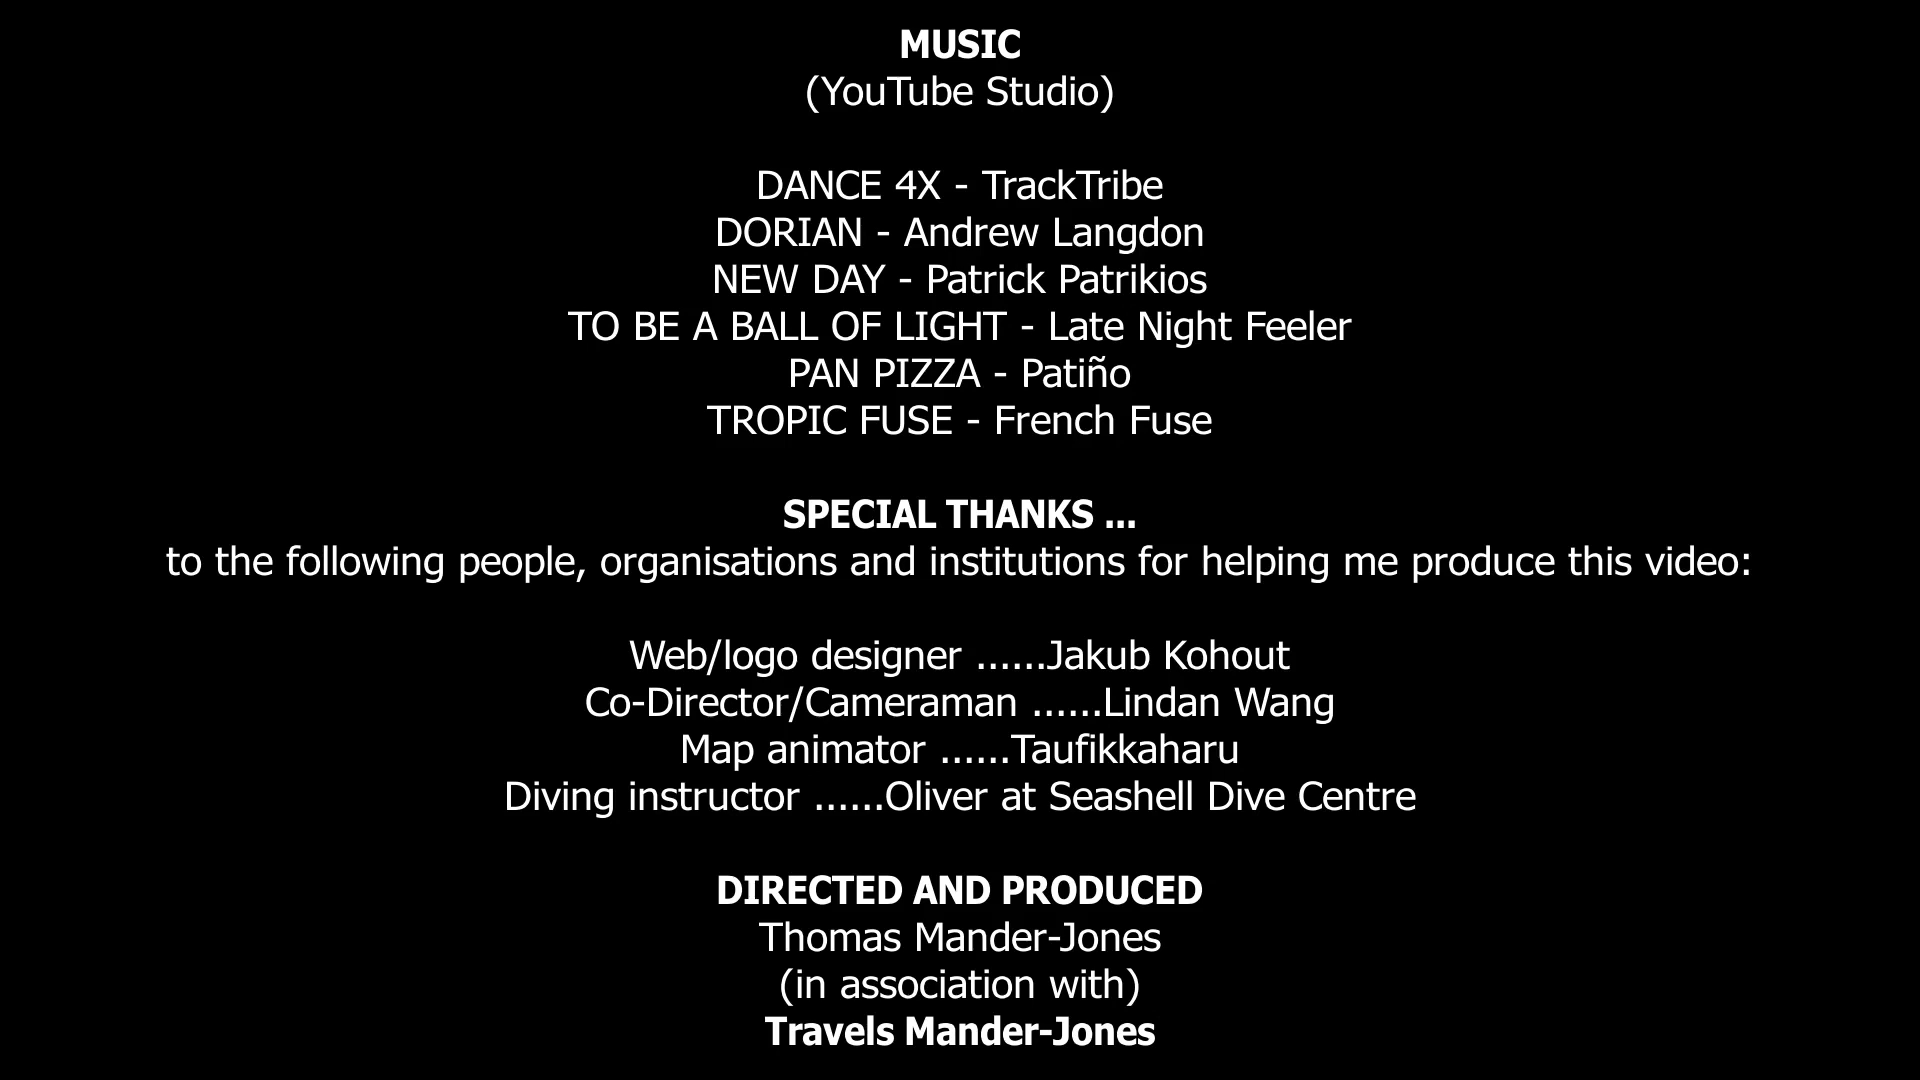 MUSIC
(YouTube Studio)
DANCE 4X - TrackTribe
DORIAN - Andrew Langdon
NEW DAY - Patrick Patrikios
TO BE A BALL OF LIGHT - Late Night Feeler
PAN PIZZA - Patiño
TROPIC FUSE - French Fuse
SPECIAL THANKS ...
to the following people, organisations and institutions for helping me produce this video:
Web/logo designer ......Jakub Kohout
Co-Director/Cameraman ......Lindan Wang
Map animator ......Taufikkaharu
Diving instructor ......Oliver at Seashell Dive Centre
DIRECTED AND PRODUCED
Thomas Mander-Jones
(in association with)
Travels Mander-Jones